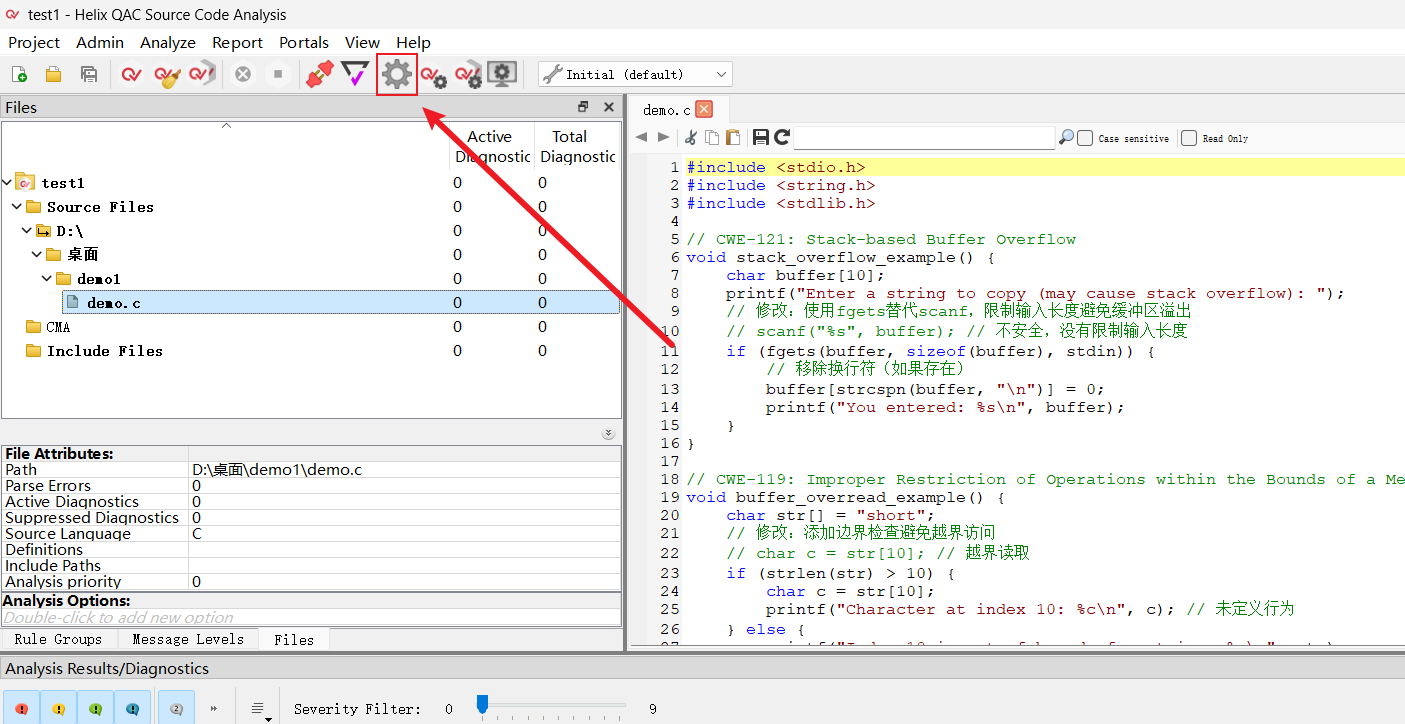 test1 - Helix QAC Source Code Analysis
Project Admin Analyze Report Portals View Help
Initial (default)
Files
Active Diagnostic Total Diagnostic
test1 0 0
Source Files 0 0
D:\ 0 0
桌面 0 0
demo1 0 0
demo.c 0 0
CMA 0 0
Include Files 0 0
File Attributes:
Path D:\桌面\demo1\demo.c
Parse Errors 0
Active Diagnostics 0
Suppressed Diagnostics 0
Source Language C
Definitions
Include Paths
Analysis priority 0
Analysis Options:
Double-click to add new option
Rule Groups Message Levels Files
demo.c
Case sensitive Read Only
1 #include <stdio.h>
2 #include <string.h>
3 #include <stdlib.h>
4
5 // CWE-121: Stack-based Buffer Overflow
6 void stack_overflow_example() {
7 char buffer[10];
8 printf("Enter a string to copy (may cause stack overflow): ");
9 // 修改：使用fgets替代scanf，限制输入长度避免缓冲区溢出
10 // scanf("%s", buffer); // 不安全，没有限制输入长度
11 if (fgets(buffer, sizeof(buffer), stdin)) {
12 // 移除换行符（如果存在）
13 buffer[strcspn(buffer, "\n")] = 0;
14 printf("You entered: %s\n", buffer);
15 }
16 }
17
18 // CWE-119: Improper Restriction of Operations within the Bounds of a Me
19 void buffer_overread_example() {
20 char str[] = "short";
21 // 修改：添加边界检查避免越界访问
22 // char c = str[10]; // 越界读取
23 if (strlen(str) > 10) {
24 char c = str[10];
25 printf("Character at index 10: %c\n", c); // 未定义行为
26 } else {
Analysis Results/Diagnostics
Severity Filter: 0 9